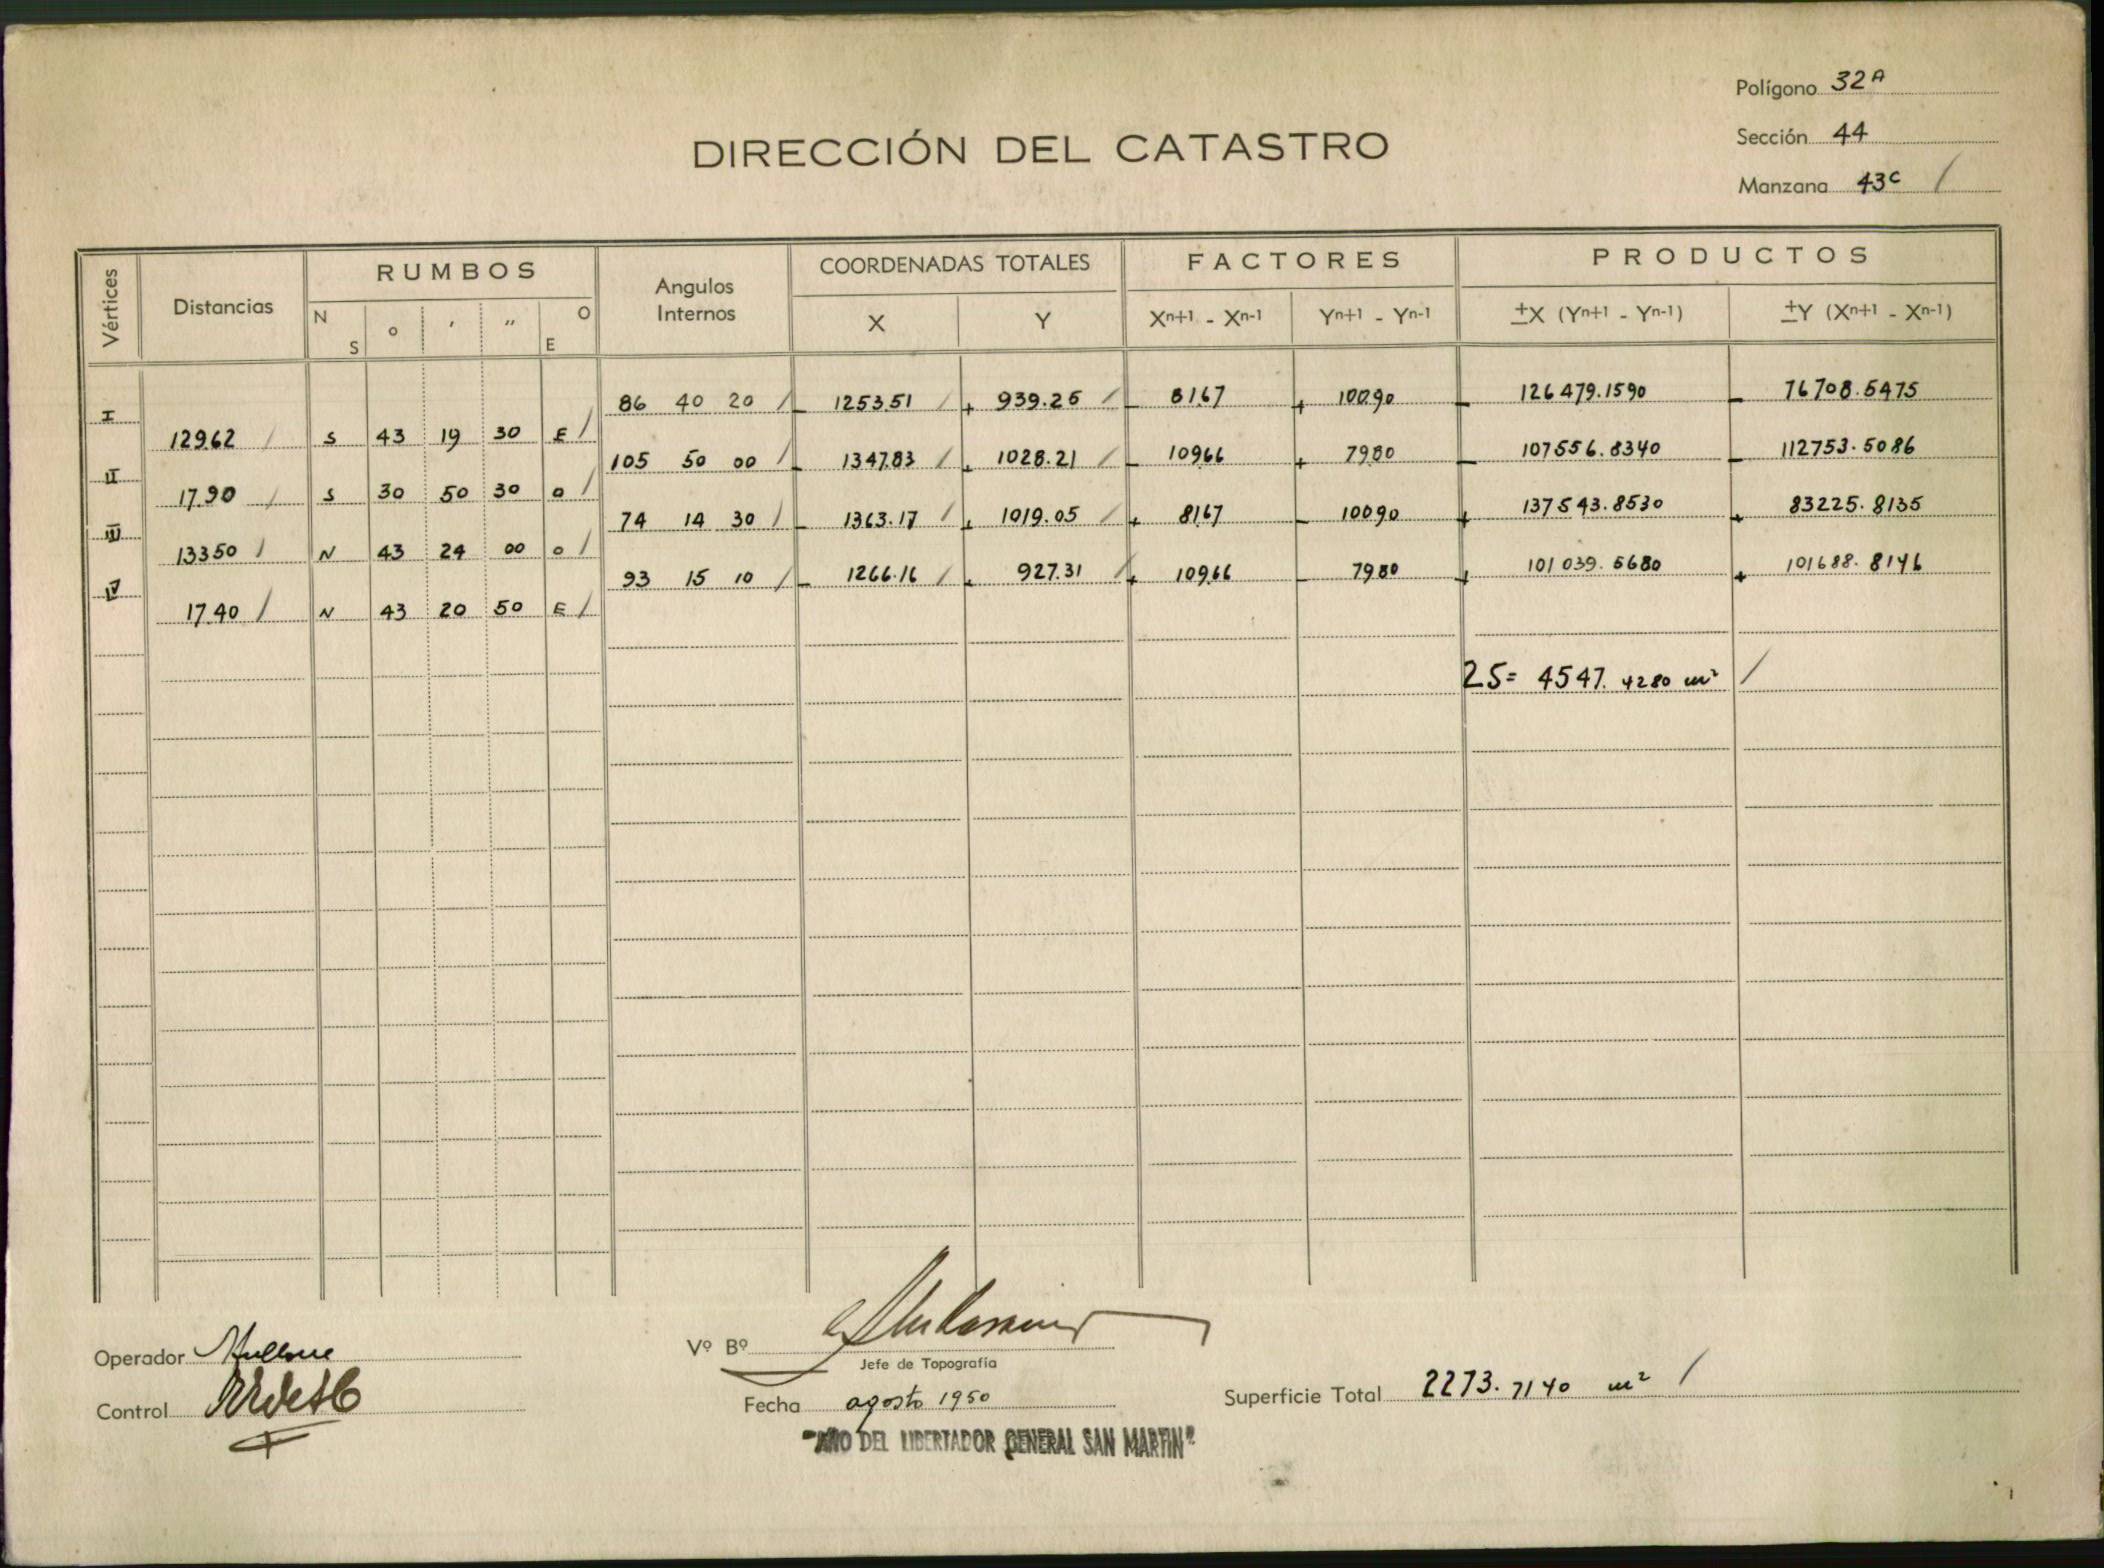 Polígono 32A
Sección 44
Manzana 43c /
DIRECCIÓN DEL CATASTRO
Vértices Distancias RUMBOS Angulos Internos COORDENADAS TOTALES FACTORES PRODUCTOS
N S o ' " O E X Y Xn+1 - Xn-1 Yn+1 - Yn-1 ±X (Yn+1 - Yn-1) ±Y (Xn+1 - Xn-1)
I 86 40 20 / - 1253.51 / + 939.25 / - 81.67 + 100.90 - 126479.1590 - 76708.5475
129.62 / S 43 19 30 E /
II 105 50 00 / - 1347.83 / + 1028.21 / - 109.66 + 79.80 - 107556.8340 - 112753.5086
17.90 / S 30 50 30 O /
III 74 14 30 / - 1363.17 / + 1019.05 / + 81.67 - 100.90 + 137543.8530 + 83225.8135
133.50 / N 43 24 00 O /
IV 93 15 10 / - 1266.16 / + 927.31 / + 109.66 - 79.80 + 101039.5680 + 101688.8146
17.40 / N 43 20 50 E /
2S= 4547.4280 m² /
Operador
Control
Vº Bº
Jefe de Topografía
Fecha agosto 1950
Superficie Total 2273.7140 m² /
"AÑO DEL LIBERTADOR GENERAL SAN MARTIN"